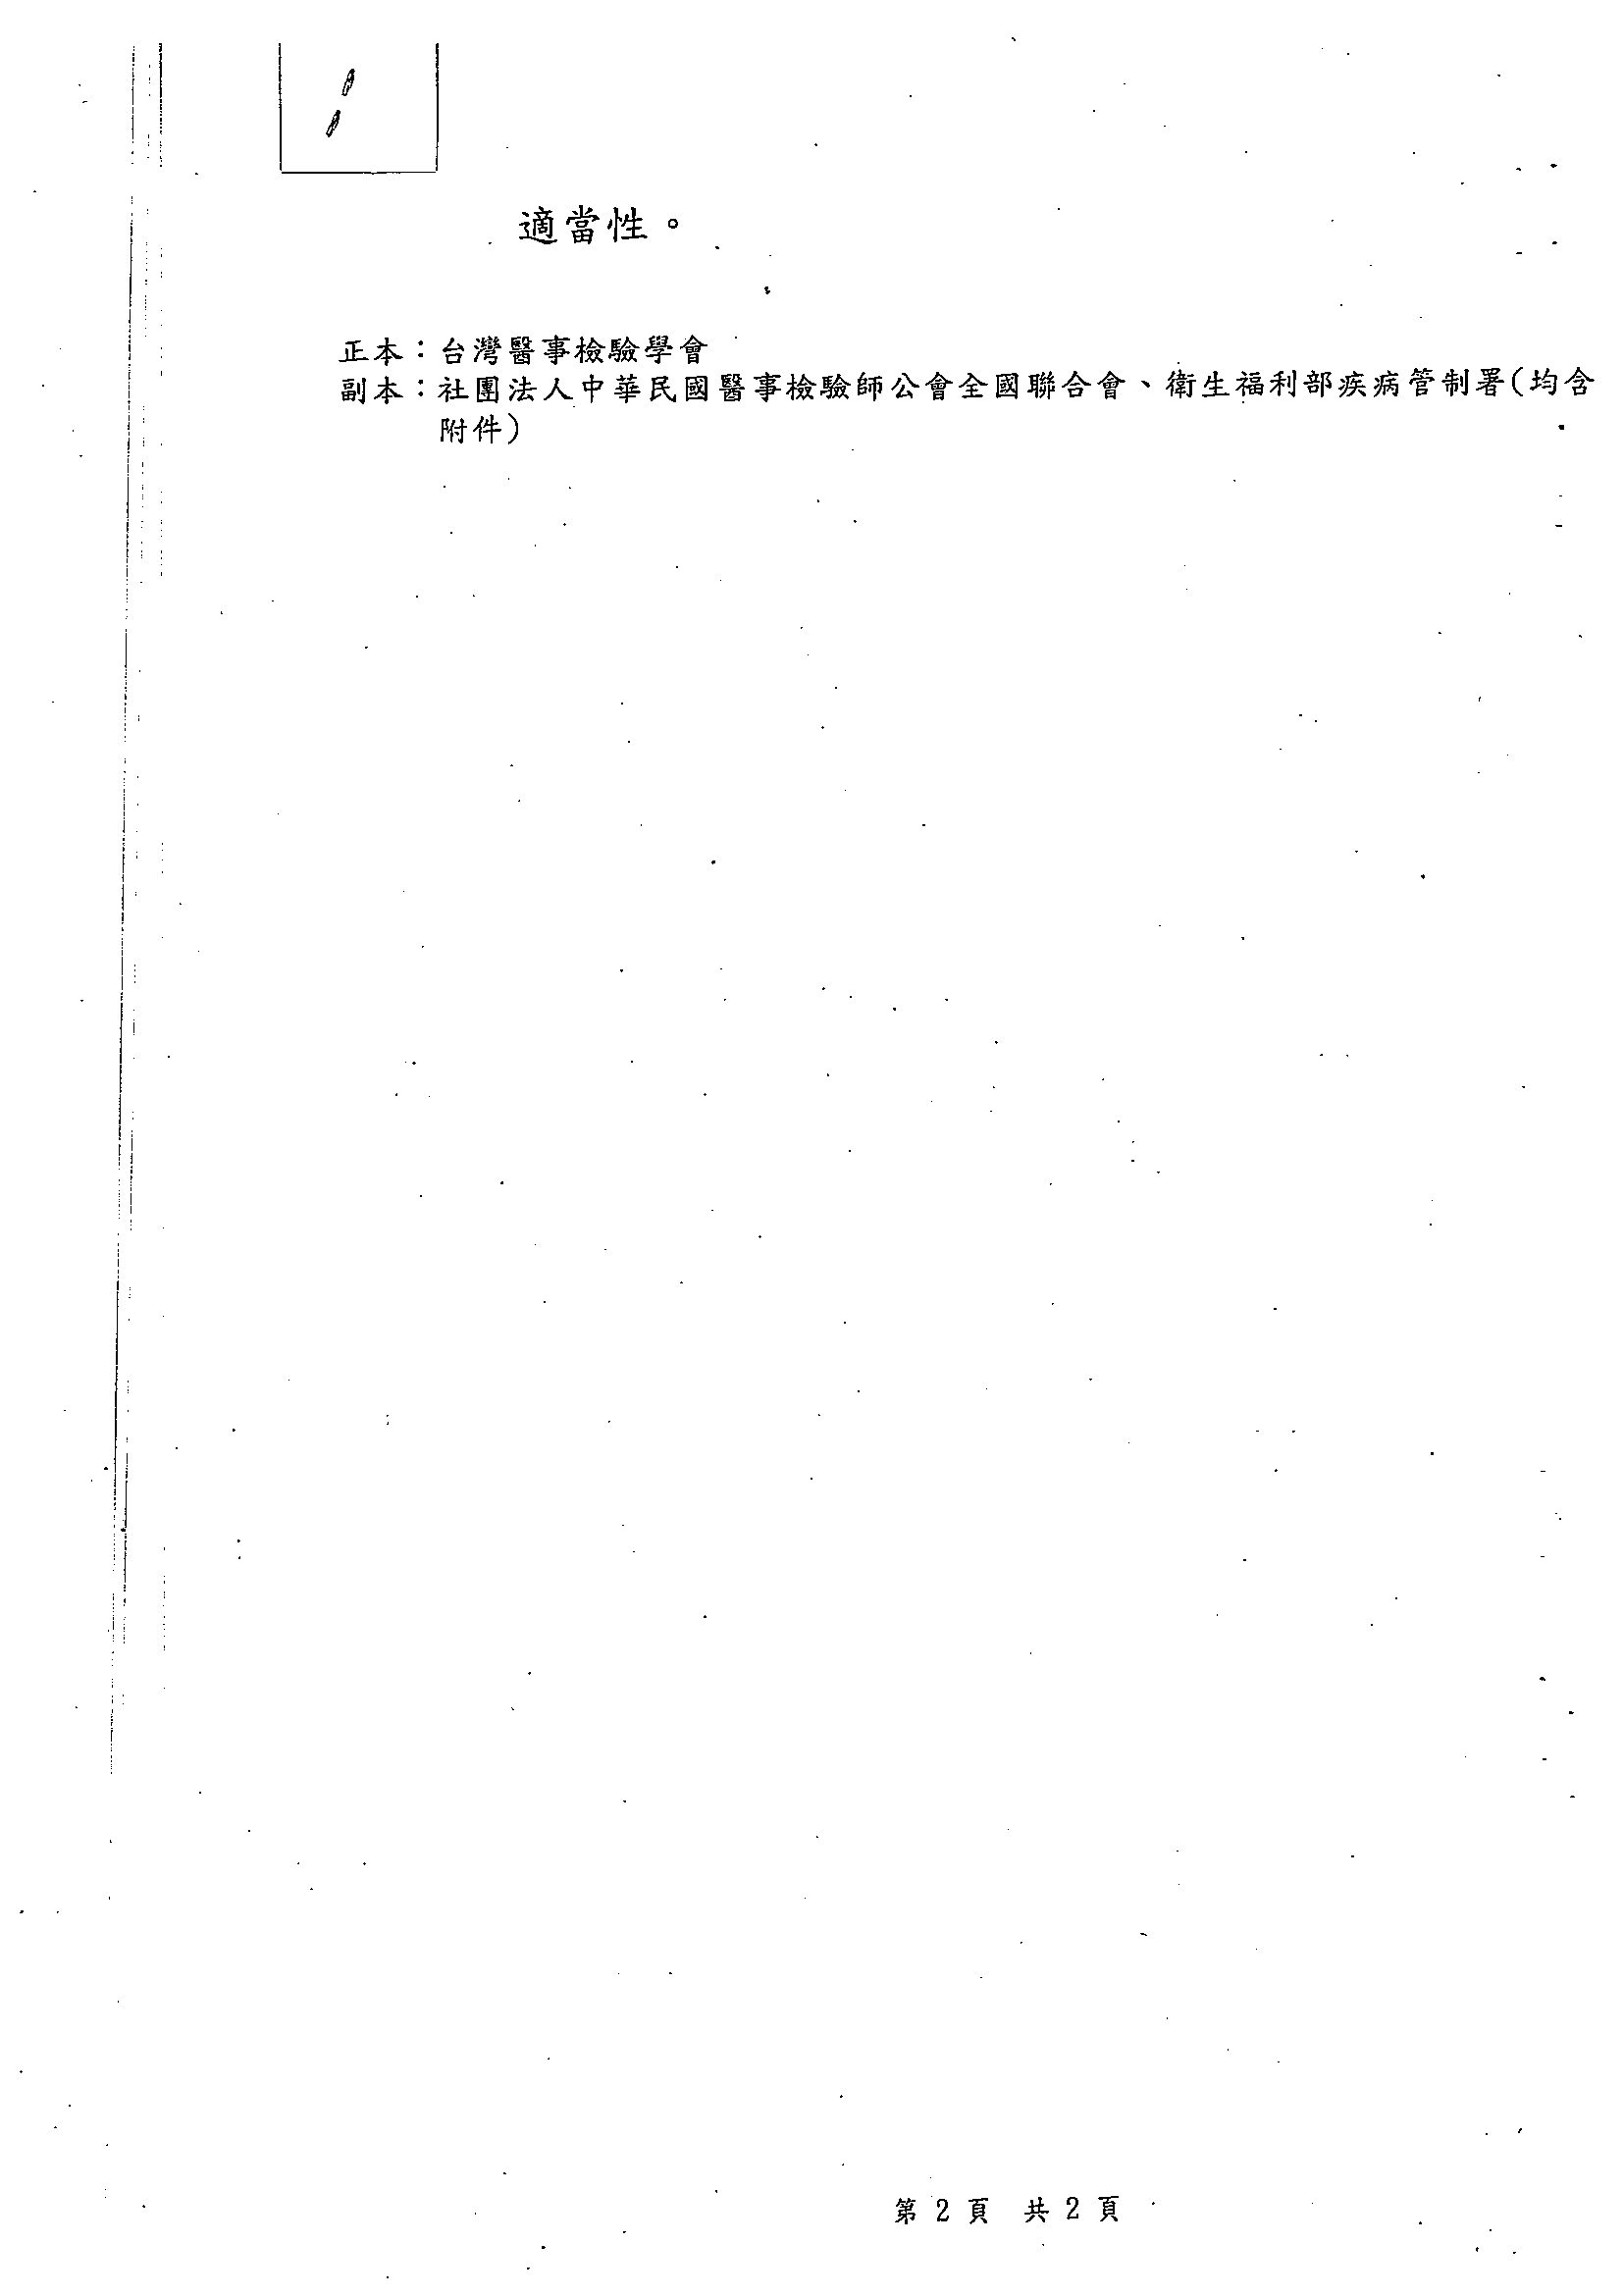 適當性。
正本：台灣醫事檢驗學會
副本：社團法人中華民國醫事檢驗師公會全國聯合會、衛生福利部疾病管制署(均含
附件)
第 2 頁　共 2 頁